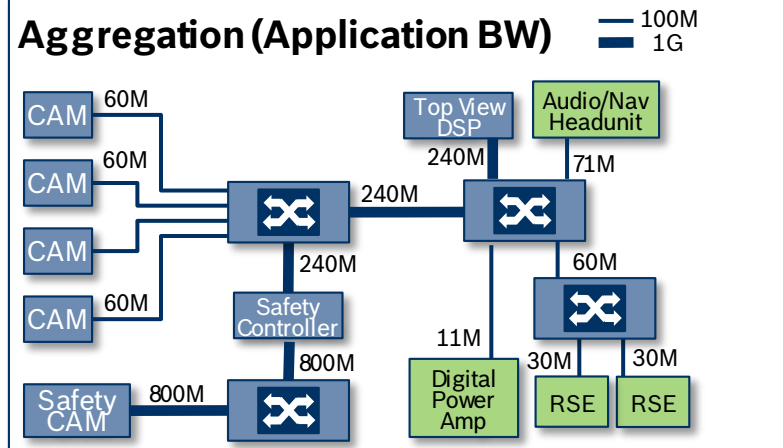 Aggregation (Application BW)
100M
1G
CAM
60M
CAM
60M
CAM
CAM
60M
Safety
CAM
800M
240M
Safety
Controller
800M
240M
Top View
DSP
240M
Audio/Nav
Headunit
71M
11M
Digital
Power
Amp
60M
30M
30M
RSE
RSE